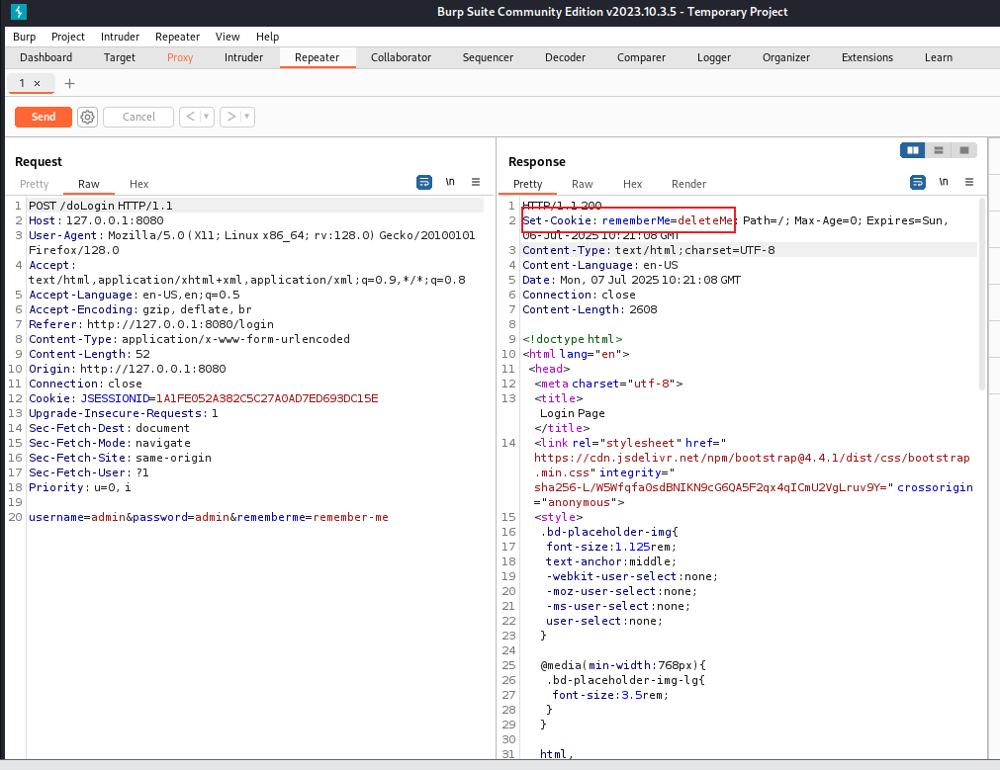 Burp Suite Community Edition v2023.10.3.5 - Temporary Project
Burp Project Intruder Repeater View Help
Dashboard Target Proxy Intruder Repeater Collaborator Sequencer Decoder Comparer Logger Organizer Extensions Learn
1 × +
Send Cancel < >
Request
Pretty Raw Hex \n
1 POST /doLogin HTTP/1.1
2 Host: 127.0.0.1:8080
3 User-Agent: Mozilla/5.0 (X11; Linux x86_64; rv:128.0) Gecko/20100101
Firefox/128.0
4 Accept:
text/html,application/xhtml+xml,application/xml;q=0.9,*/*;q=0.8
5 Accept-Language: en-US,en;q=0.5
6 Accept-Encoding: gzip, deflate, br
7 Referer: http://127.0.0.1:8080/login
8 Content-Type: application/x-www-form-urlencoded
9 Content-Length: 52
10 Origin: http://127.0.0.1:8080
11 Connection: close
12 Cookie: JSESSIONID=1A1FE052A382C5C27A0AD7ED693DC15E
13 Upgrade-Insecure-Requests: 1
14 Sec-Fetch-Dest: document
15 Sec-Fetch-Mode: navigate
16 Sec-Fetch-Site: same-origin
17 Sec-Fetch-User: ?1
18 Priority: u=0, i
19
20 username=admin&password=admin&rememberme=remember-me
Response
Pretty Raw Hex Render \n
1 HTTP/1.1 200
2 Set-Cookie: rememberMe=deleteMe; Path=/; Max-Age=0; Expires=Sun,
06-Jul-2025 10:21:08 GMT
3 Content-Type: text/html;charset=UTF-8
4 Content-Language: en-US
5 Date: Mon, 07 Jul 2025 10:21:08 GMT
6 Connection: close
7 Content-Length: 2608
8
9 <!doctype html>
10 <html lang="en">
11 <head>
12 <meta charset="utf-8">
13 <title>
Login Page
</title>
14 <link rel="stylesheet" href="
https://cdn.jsdelivr.net/npm/bootstrap@4.4.1/dist/css/bootstrap
.min.css" integrity="
sha256-L/W5Wfqfa0sdBNIKN9cG6QA5F2qx4qICmU2VgLruv9Y=" crossorigin
="anonymous">
15 <style>
16 .bd-placeholder-img{
17 font-size:1.125rem;
18 text-anchor:middle;
19 -webkit-user-select:none;
20 -moz-user-select:none;
21 -ms-user-select:none;
22 user-select:none;
23 }
24
25 @media(min-width:768px){
26 .bd-placeholder-img-lg{
27 font-size:3.5rem;
28 }
29 }
30
31 html,